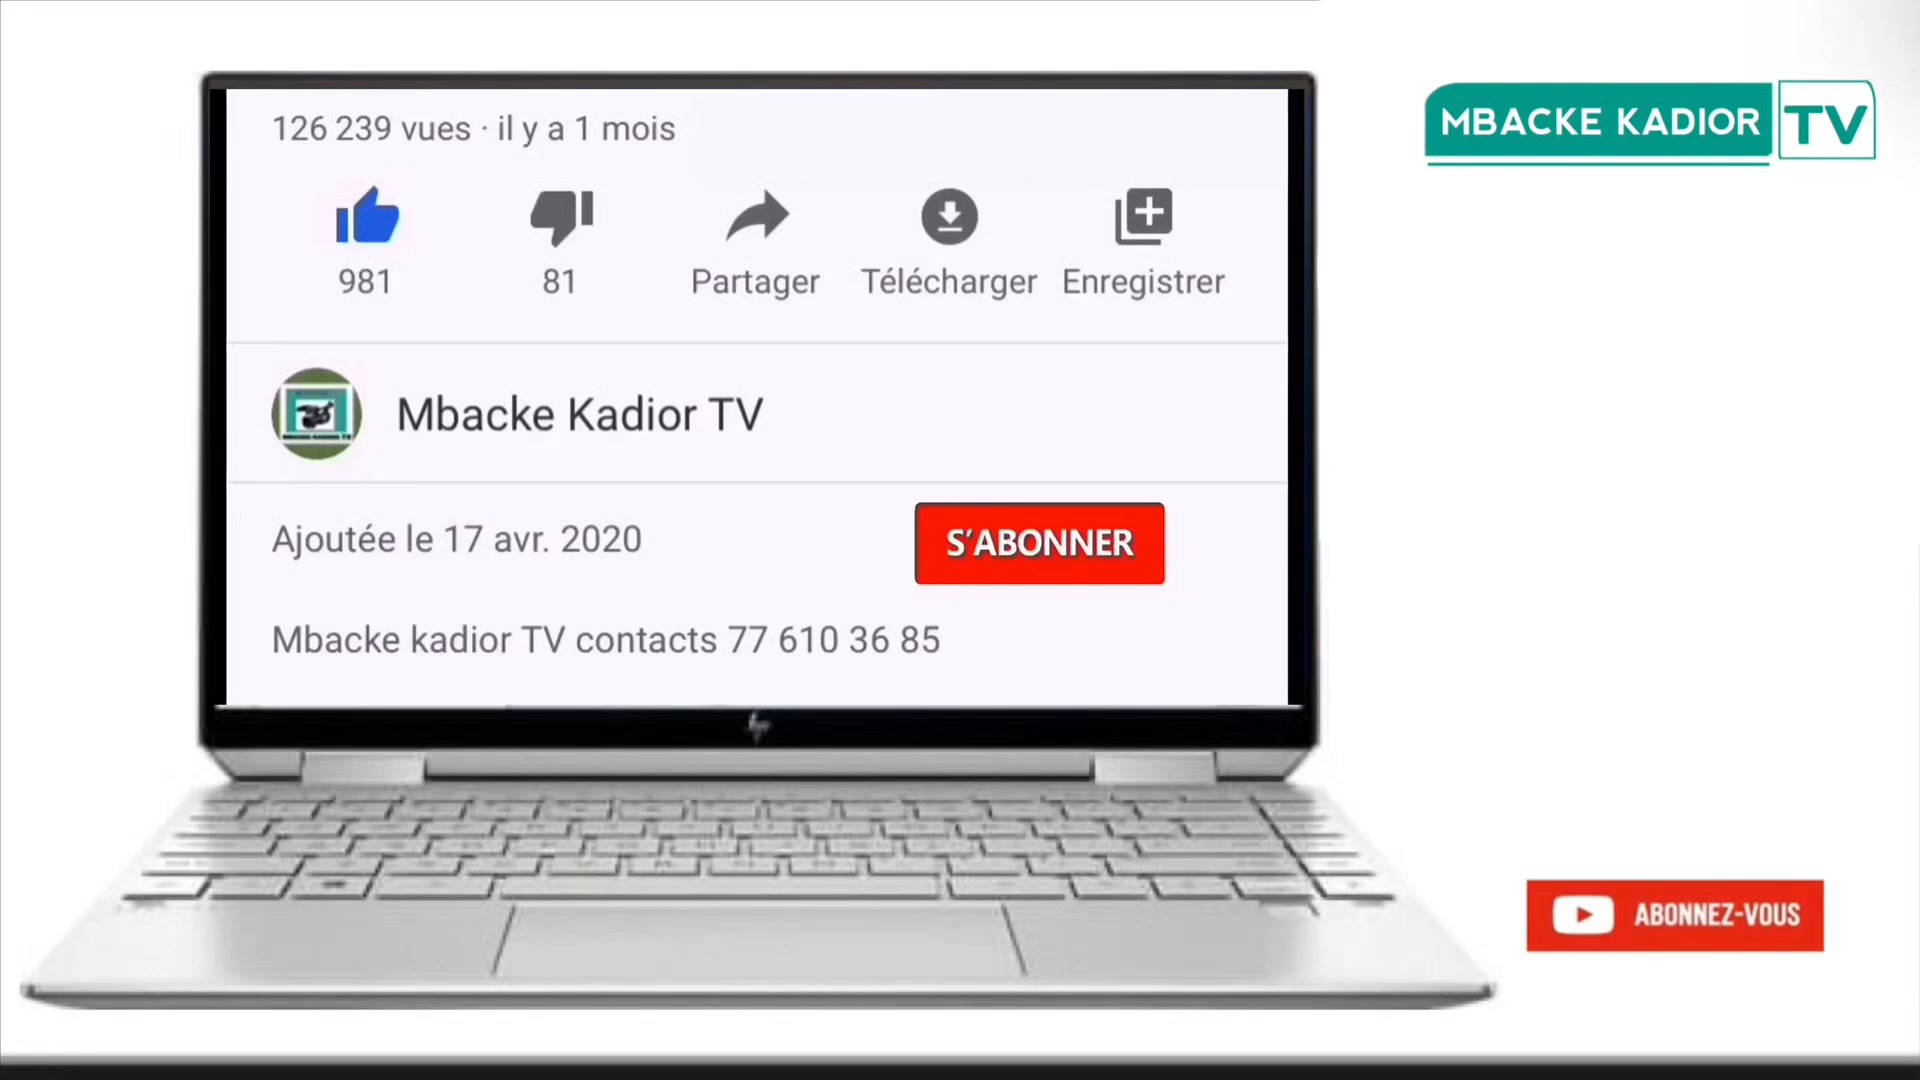 126 239 vues · il y a 1 mois
981
81
Partager
Télécharger
Enregistrer
Mbacke Kadior TV
Ajoutée le 17 avr. 2020
S'ABONNER
Mbacke kadior TV contacts 77 610 36 85
MBACKE KADIOR TV
ABONNEZ-VOUS